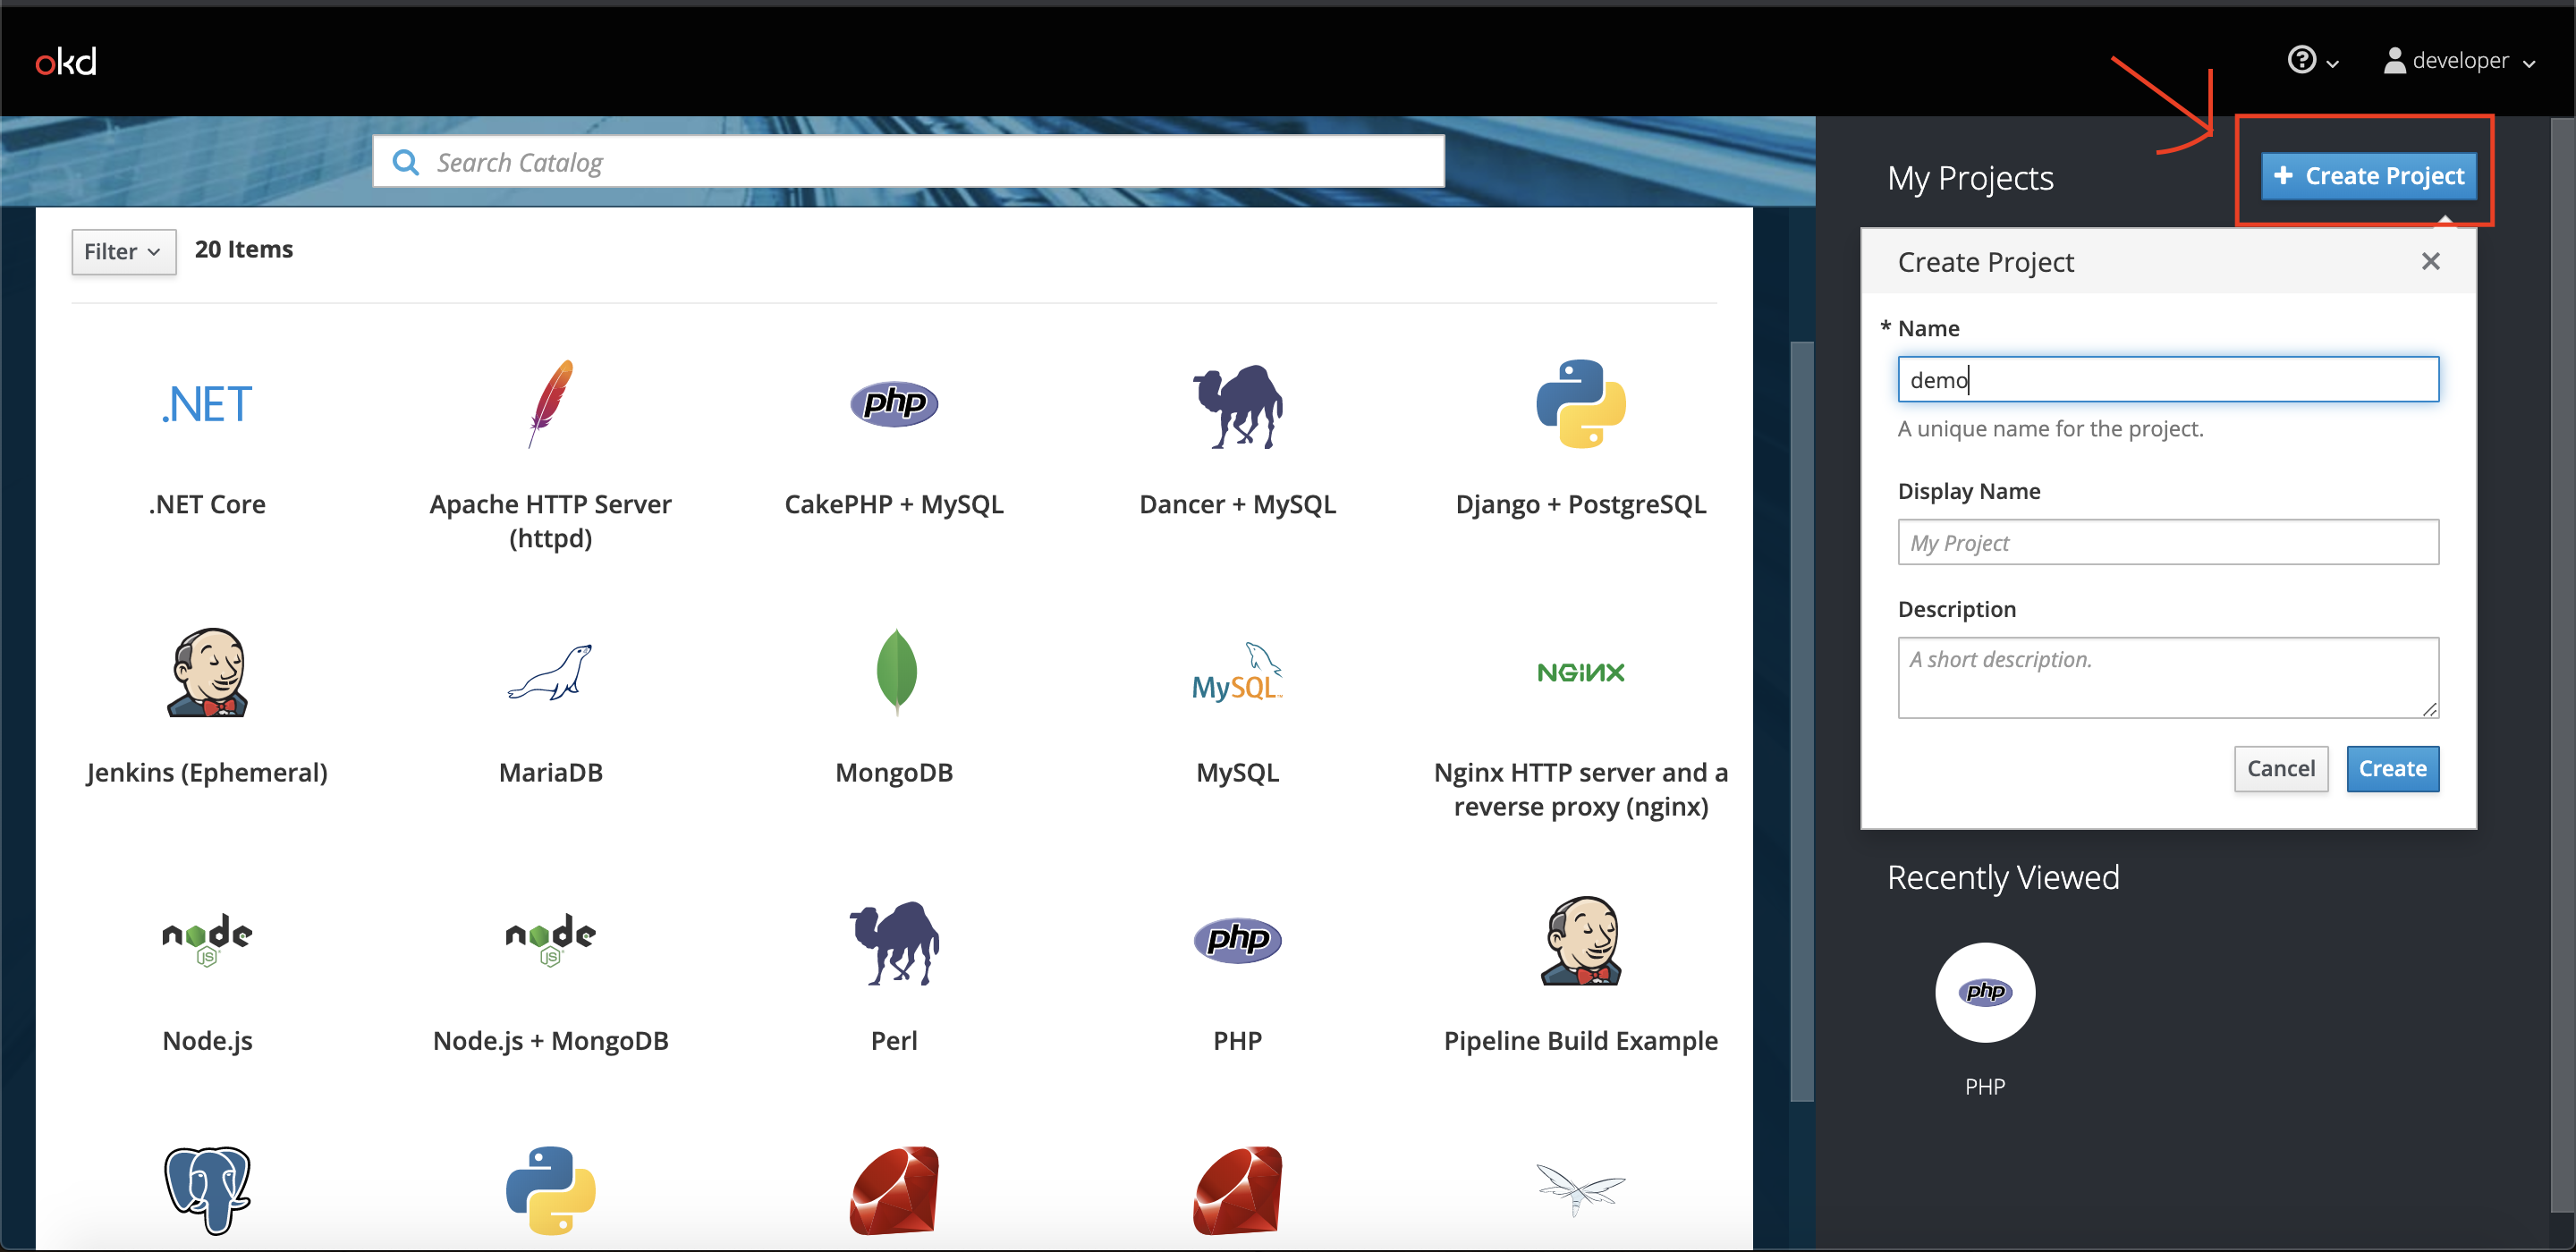 okd
developer
Search Catalog
My Projects
Create Project
Filter
20 Items
Create Project
* Name
demo
A unique name for the project.
Display Name
My Project
Description
A short description.
Cancel
Create
.NET
php
.NET Core
Apache HTTP Server
(httpd)
CakePHP + MySQL
Dancer + MySQL
Django + PostgreSQL
MySQL
NGINX
Jenkins (Ephemeral)
MariaDB
MongoDB
MySQL
Nginx HTTP server and a
reverse proxy (nginx)
node
JS
node
JS
php
Node.js
Node.js + MongoDB
Perl
PHP
Pipeline Build Example
Recently Viewed
php
PHP